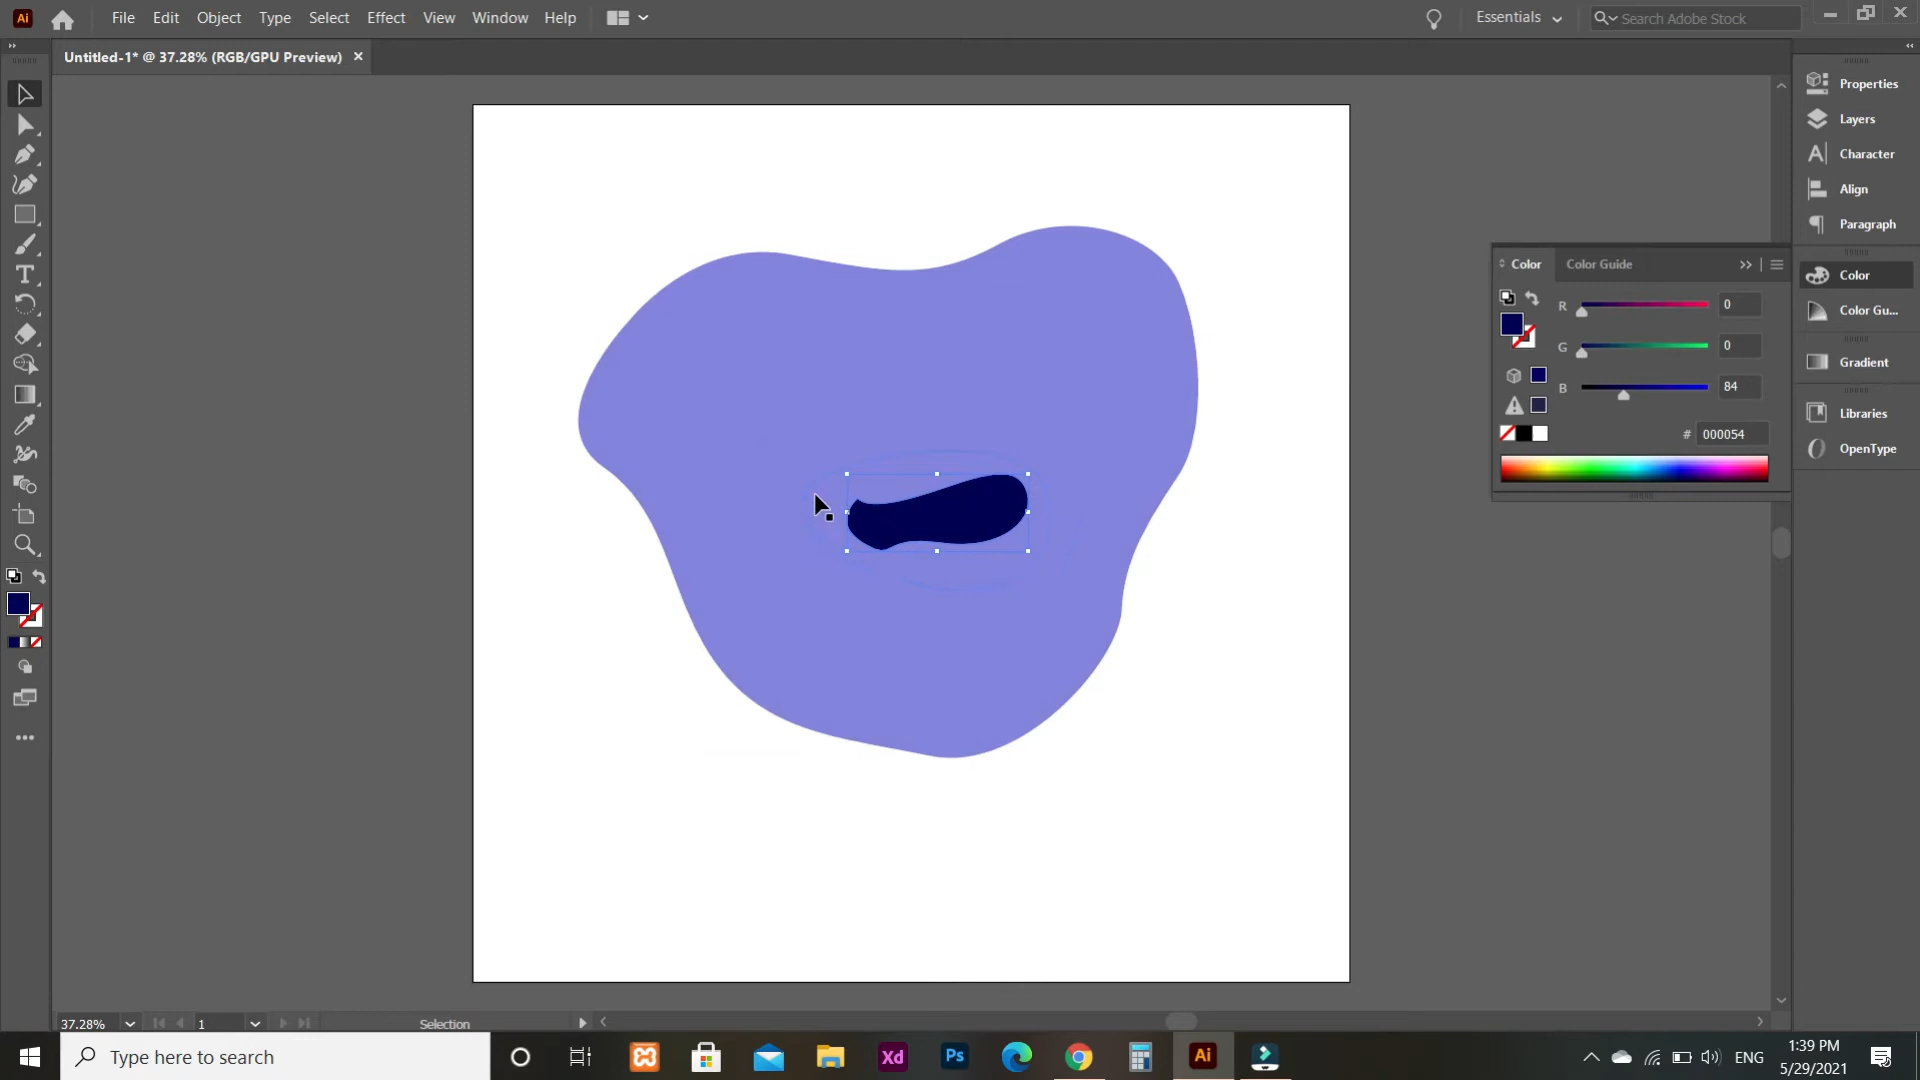 Ai File Edit Object Type Select Effect View Window Help Essentials Search Adobe Stock
Untitled-1* @ 37.28% (RGB/GPU Preview)
Properties
Layers
Character
Align
Paragraph
Color
Color Gu...
Gradient
Libraries
OpenType
Color Color Guide
R 0
G 0
B 84
# 000054
T
37.28% 1 Selection
Type here to search
Xd Ps Ai
ENG
1:39 PM
5/29/2021